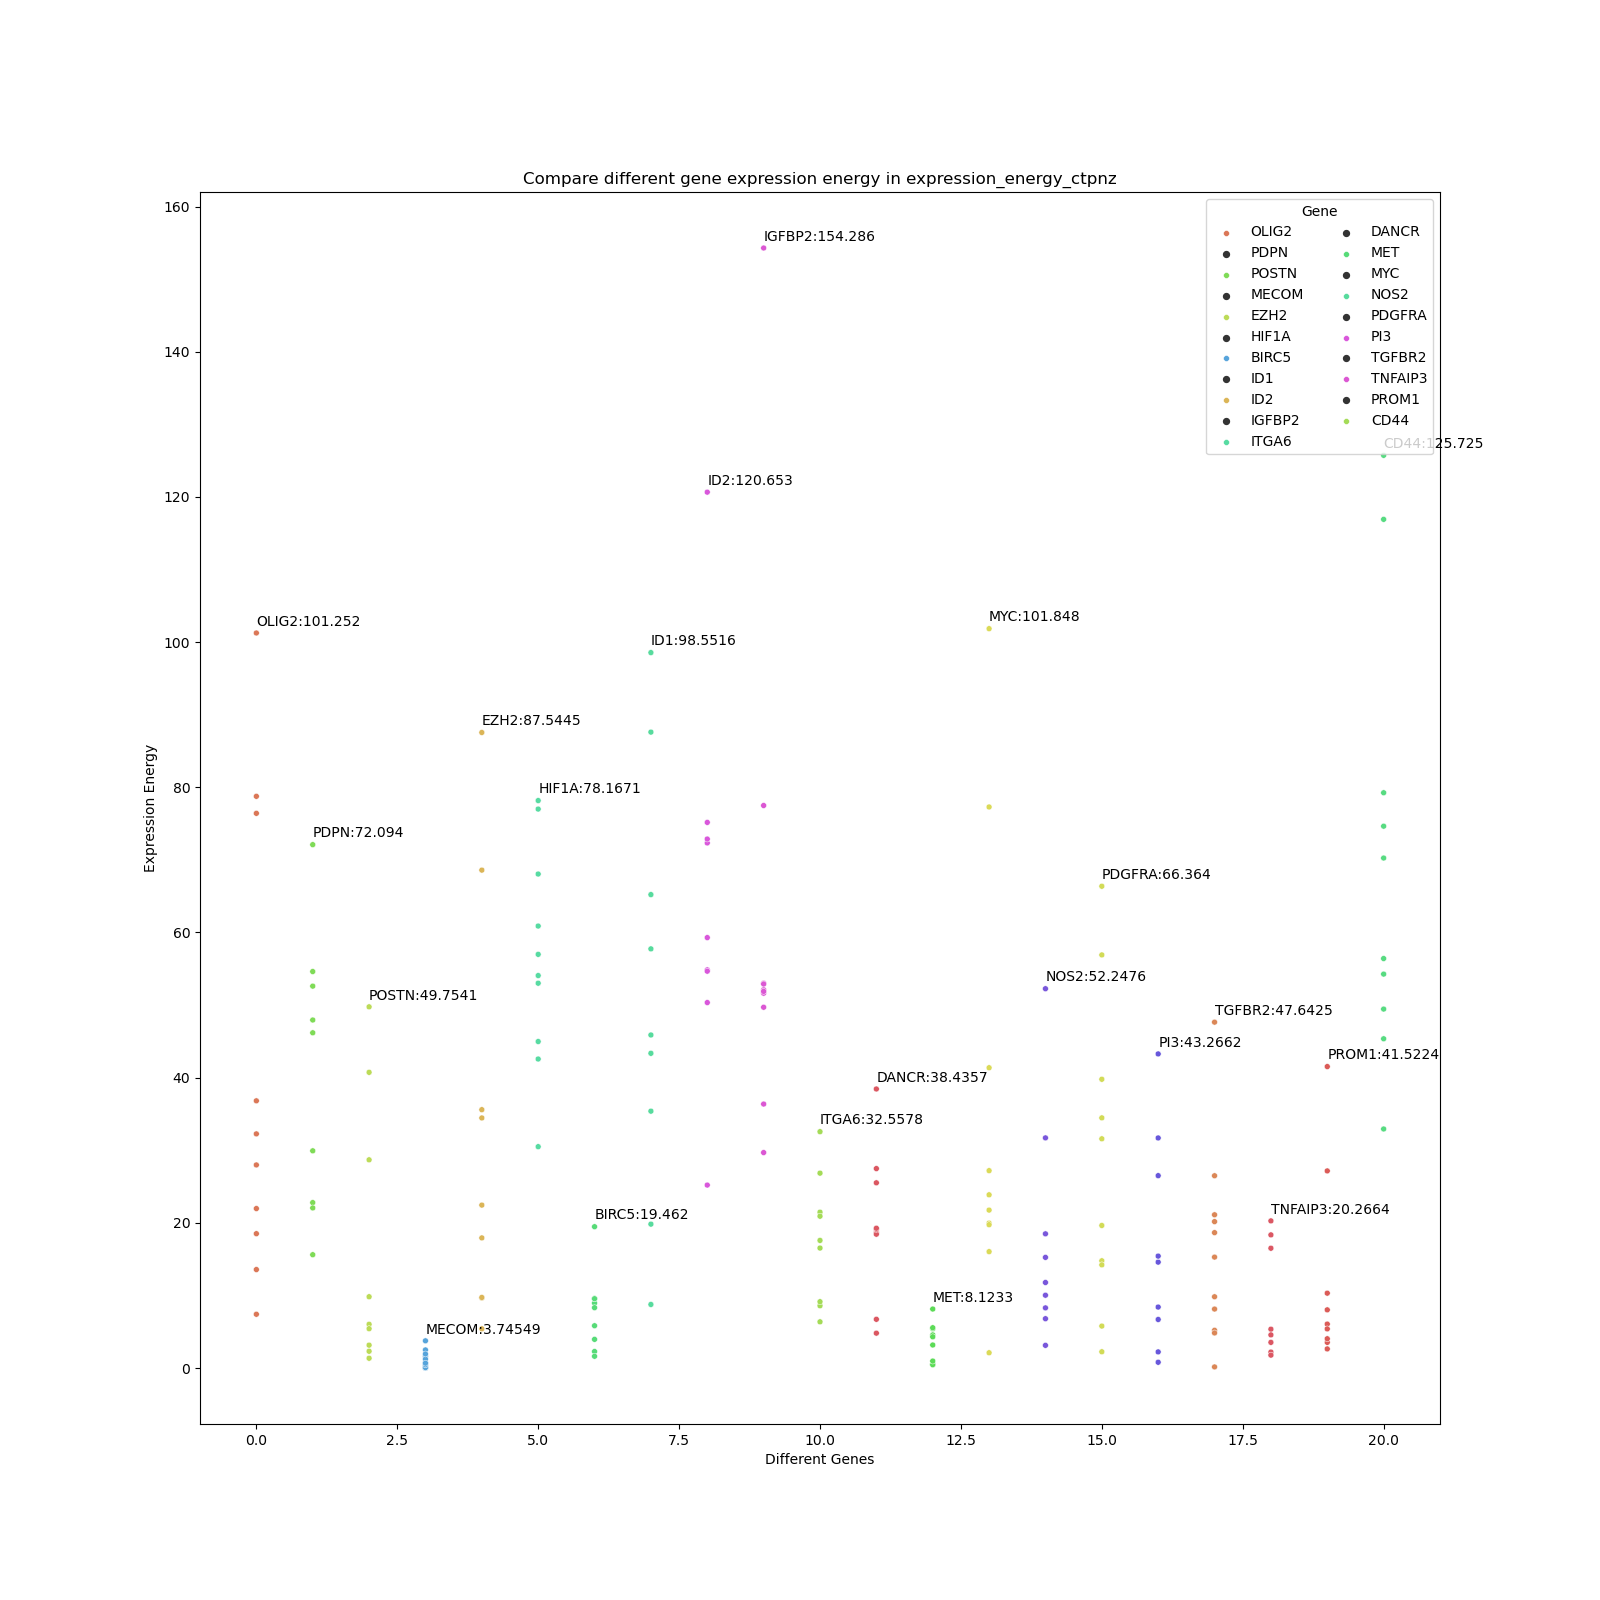 Compare different gene expression energy in expression_energy_ctpnz
Gene
OLIG2
PDPN
POSTN
MECOM
EZH2
HIF1A
BIRC5
ID1
ID2
IGFBP2
ITGA6
DANCR
MET
MYC
NOS2
PDGFRA
PI3
TGFBR2
TNFAIP3
PROM1
CD44
160
140
120
100
80
60
40
20
0
Expression Energy
IGFBP2:154.286
CD44:125.725
ID2:120.653
MYC:101.848
OLIG2:101.252
ID1:98.5516
EZH2:87.5445
HIF1A:78.1671
PDPN:72.094
PDGFRA:66.364
NOS2:52.2476
POSTN:49.7541
TGFBR2:47.6425
PI3:43.2662
PROM1:41.5224
DANCR:38.4357
ITGA6:32.5578
TNFAIP3:20.2664
BIRC5:19.462
MET:8.1233
MECOM:3.74549
0.0
2.5
5.0
7.5
10.0
12.5
15.0
17.5
20.0
Different Genes